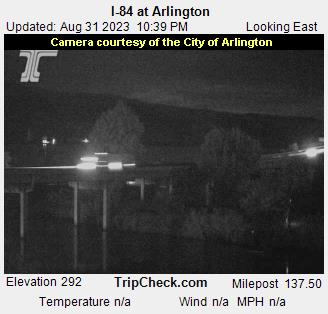 I-84 at Arlington
Updated: Aug 31 2023 10:39 PM Looking East
Camera courtesy of the City of Arlington
Elevation 292 TripCheck.com Milepost 137.50
Temperature n/a Wind n/a MPH n/a